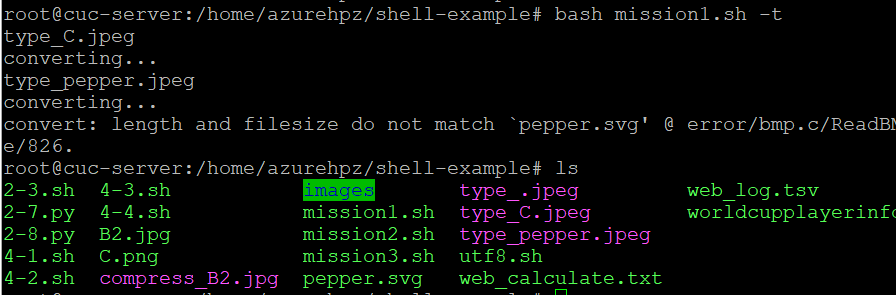 root@cuc-server:/home/azurehpz/shell-example# bash mission1.sh -t
type_C.jpeg
converting...
type_pepper.jpeg
converting...
convert: length and filesize do not match `pepper.svg' @ error/bmp.c/ReadBM
e/826.
root@cuc-server:/home/azurehpz/shell-example# ls
2-3.sh 4-3.sh images type_.jpeg web_log.tsv
2-7.py 4-4.sh mission1.sh type_C.jpeg worldcupplayerinfo
2-8.py B2.jpg mission2.sh type_pepper.jpeg
4-1.sh C.png mission3.sh utf8.sh
4-2.sh compress_B2.jpg pepper.svg web_calculate.txt